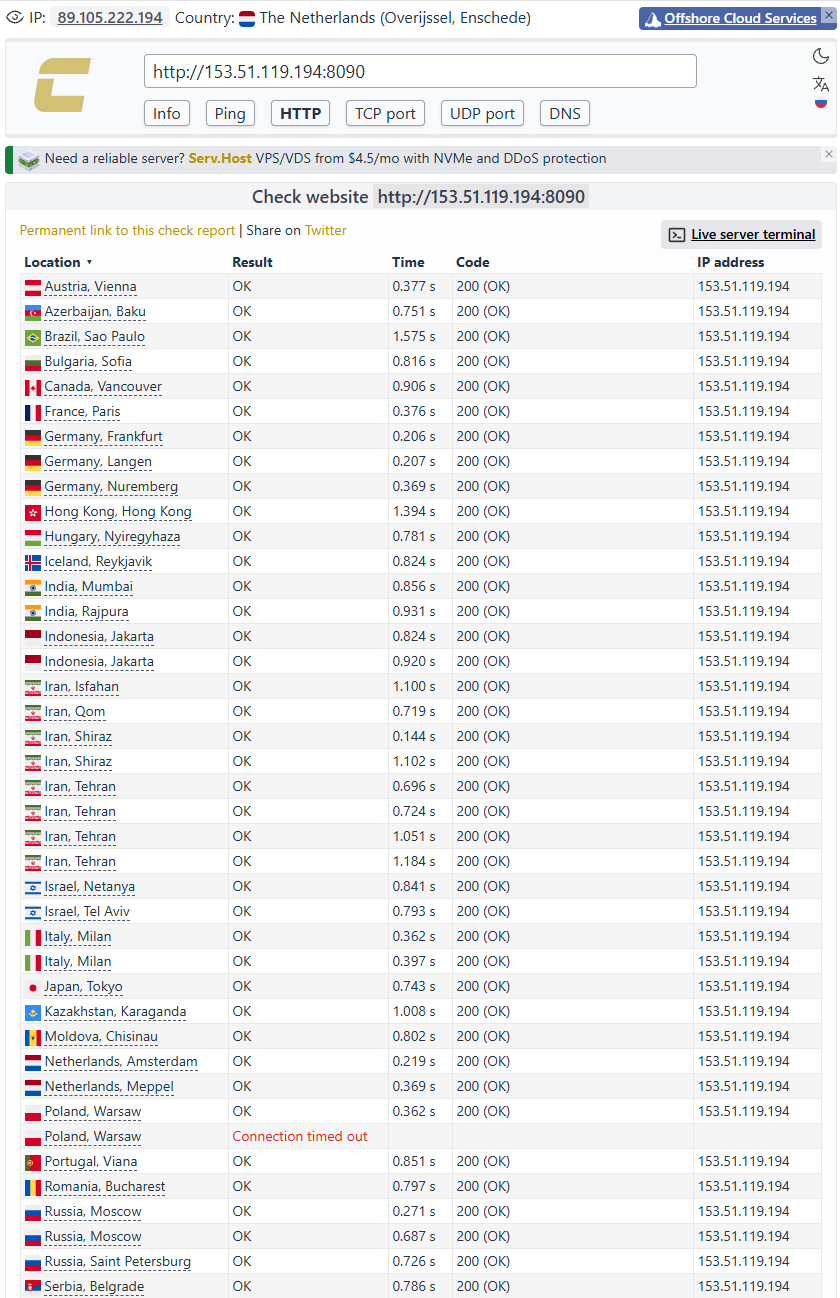 IP: 89.105.222.194 Country: The Netherlands (Overijssel, Enschede) Offshore Cloud Services
http://153.51.119.194:8090
Info Ping HTTP TCP port UDP port DNS
Need a reliable server? Serv.Host VPS/VDS from $4.5/mo with NVMe and DDoS protection
Check website http://153.51.119.194:8090
Permanent link to this check report | Share on Twitter
Live server terminal
Location Result Time Code IP address
Austria, Vienna OK 0.377 s 200 (OK) 153.51.119.194
Azerbaijan, Baku OK 0.751 s 200 (OK) 153.51.119.194
Brazil, Sao Paulo OK 1.575 s 200 (OK) 153.51.119.194
Bulgaria, Sofia OK 0.816 s 200 (OK) 153.51.119.194
Canada, Vancouver OK 0.906 s 200 (OK) 153.51.119.194
France, Paris OK 0.376 s 200 (OK) 153.51.119.194
Germany, Frankfurt OK 0.206 s 200 (OK) 153.51.119.194
Germany, Langen OK 0.207 s 200 (OK) 153.51.119.194
Germany, Nuremberg OK 0.369 s 200 (OK) 153.51.119.194
Hong Kong, Hong Kong OK 1.394 s 200 (OK) 153.51.119.194
Hungary, Nyiregyhaza OK 0.781 s 200 (OK) 153.51.119.194
Iceland, Reykjavik OK 0.824 s 200 (OK) 153.51.119.194
India, Mumbai OK 0.856 s 200 (OK) 153.51.119.194
India, Rajpura OK 0.931 s 200 (OK) 153.51.119.194
Indonesia, Jakarta OK 0.824 s 200 (OK) 153.51.119.194
Indonesia, Jakarta OK 0.920 s 200 (OK) 153.51.119.194
Iran, Isfahan OK 1.100 s 200 (OK) 153.51.119.194
Iran, Qom OK 0.719 s 200 (OK) 153.51.119.194
Iran, Shiraz OK 0.144 s 200 (OK) 153.51.119.194
Iran, Shiraz OK 1.102 s 200 (OK) 153.51.119.194
Iran, Tehran OK 0.696 s 200 (OK) 153.51.119.194
Iran, Tehran OK 0.724 s 200 (OK) 153.51.119.194
Iran, Tehran OK 1.051 s 200 (OK) 153.51.119.194
Iran, Tehran OK 1.184 s 200 (OK) 153.51.119.194
Israel, Netanya OK 0.841 s 200 (OK) 153.51.119.194
Israel, Tel Aviv OK 0.793 s 200 (OK) 153.51.119.194
Italy, Milan OK 0.362 s 200 (OK) 153.51.119.194
Italy, Milan OK 0.397 s 200 (OK) 153.51.119.194
Japan, Tokyo OK 0.743 s 200 (OK) 153.51.119.194
Kazakhstan, Karaganda OK 1.008 s 200 (OK) 153.51.119.194
Moldova, Chisinau OK 0.802 s 200 (OK) 153.51.119.194
Netherlands, Amsterdam OK 0.219 s 200 (OK) 153.51.119.194
Netherlands, Meppel OK 0.369 s 200 (OK) 153.51.119.194
Poland, Warsaw OK 0.362 s 200 (OK) 153.51.119.194
Poland, Warsaw Connection timed out
Portugal, Viana OK 0.851 s 200 (OK) 153.51.119.194
Romania, Bucharest OK 0.797 s 200 (OK) 153.51.119.194
Russia, Moscow OK 0.271 s 200 (OK) 153.51.119.194
Russia, Moscow OK 0.687 s 200 (OK) 153.51.119.194
Russia, Saint Petersburg OK 0.726 s 200 (OK) 153.51.119.194
Serbia, Belgrade OK 0.786 s 200 (OK) 153.51.119.194